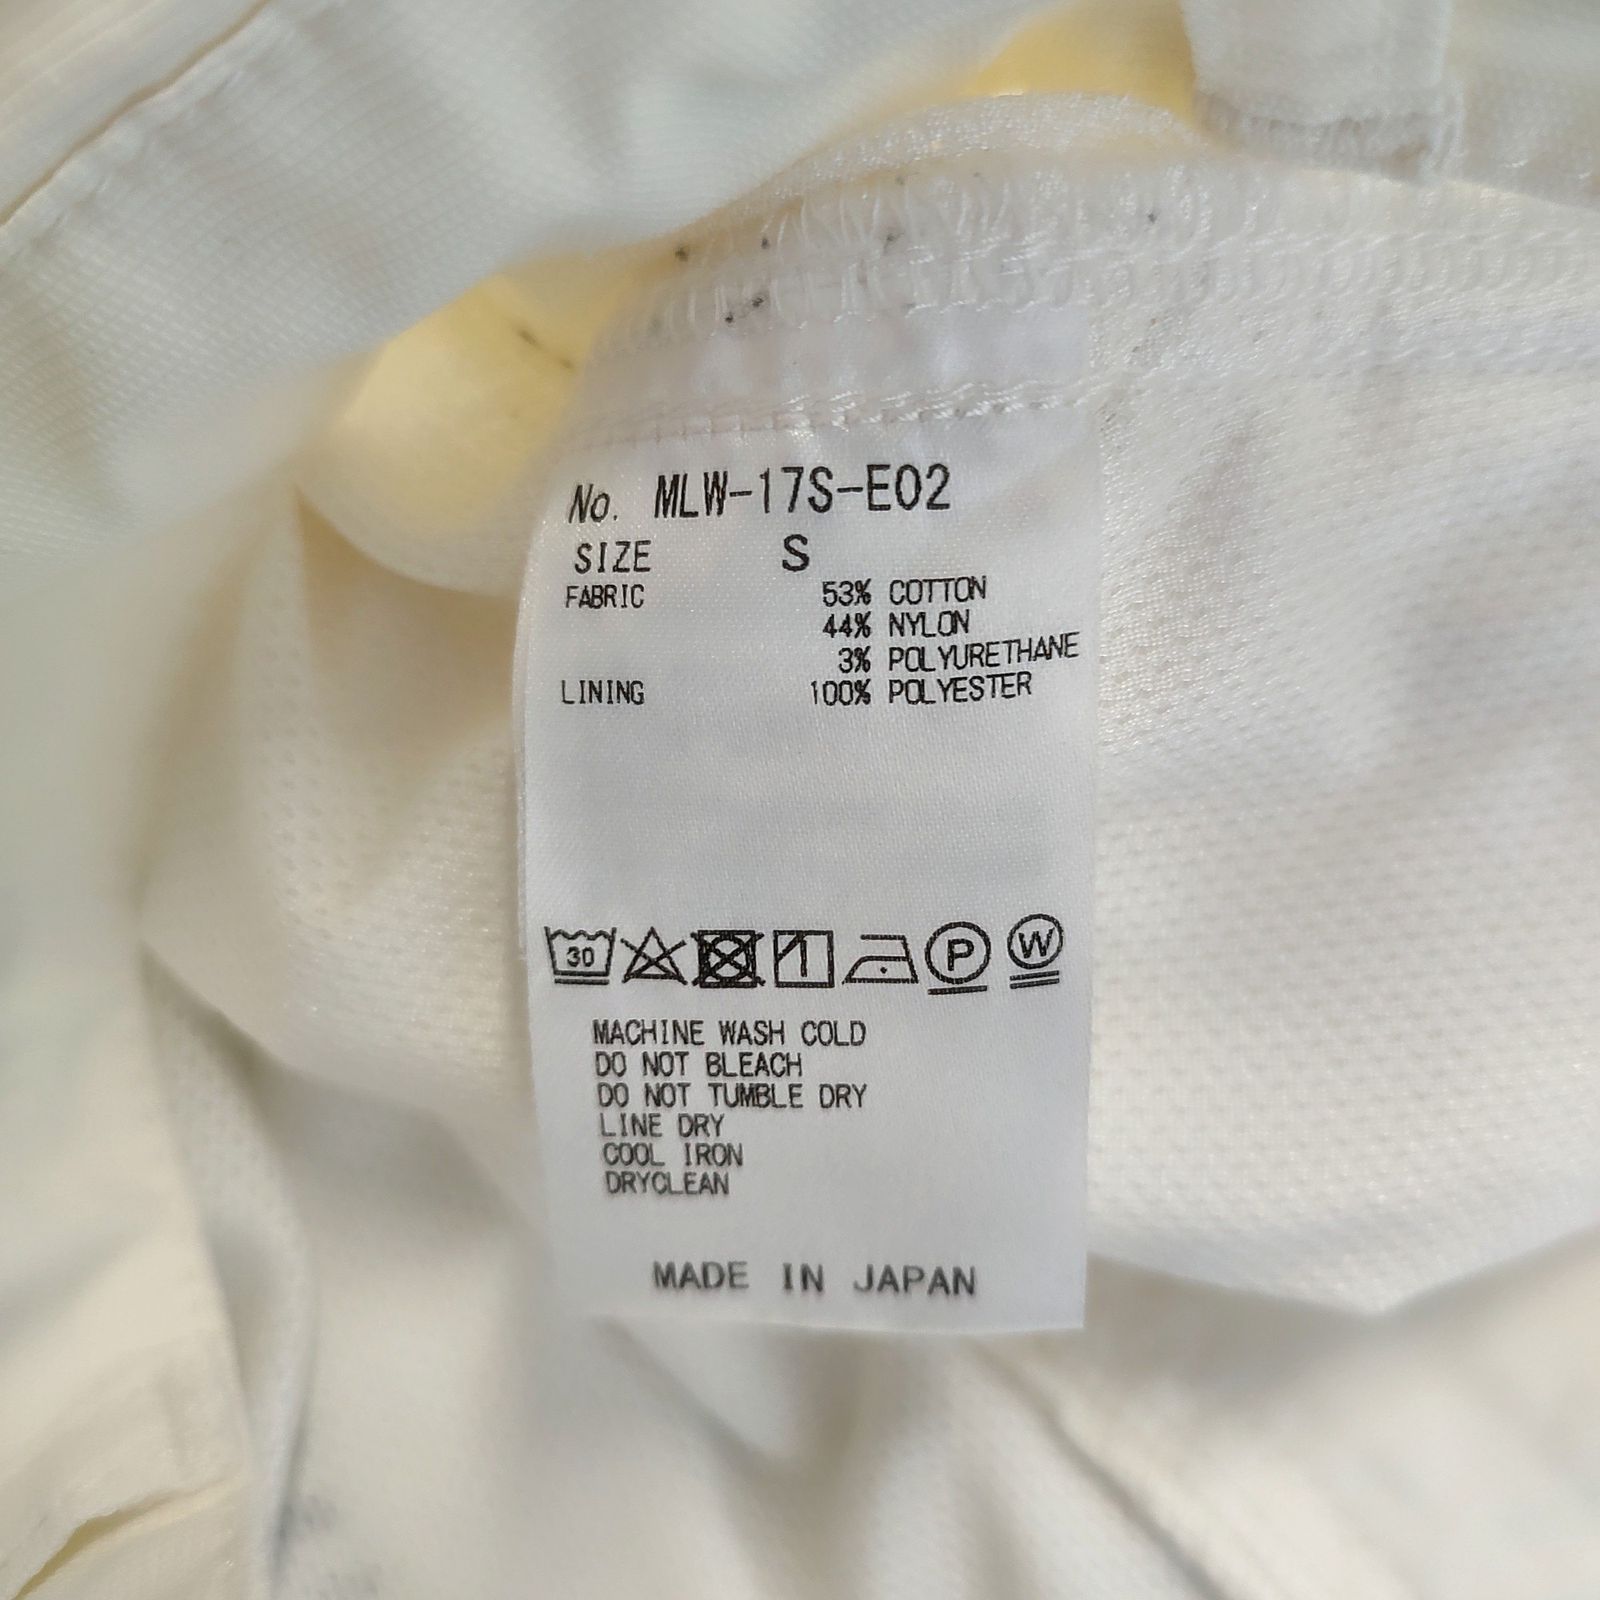 No. MLW-17S-E02
SIZE S
FABRIC 53% COTTON
44% NYLON
3% POLYURETHANE
LINING 100% POLYESTER
30 P W
MACHINE WASH COLD
DO NOT BLEACH
DO NOT TUMBLE DRY
LINE DRY
COOL IRON
DRYCLEAN
MADE IN JAPAN